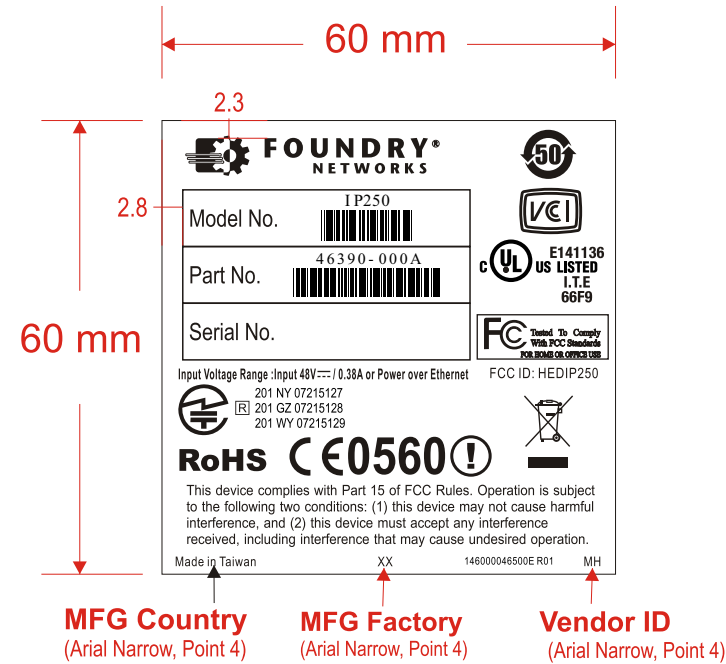 60 mm
2.3
FOUNDRY®
NETWORKS
50
2.8
Model No.
IP250
VCI
Part No.
46390-000A
C UL US LISTED
E141136
I.T.E
66F9
60 mm
Serial No.
FC Tested To Comply
With FCC Standards
FOR HOME OR OFFICE USE
Input Voltage Range :Input 48V⎓ / 0.38A or Power over Ethernet
FCC ID: HEDIP250
201 NY 07215127
R 201 GZ 07215128
201 WY 07215129
RoHS CE0560!
This device complies with Part 15 of FCC Rules. Operation is subject
to the following two conditions: (1) this device may not cause harmful
interference, and (2) this device must accept any interference
received, including interference that may cause undesired operation.
Made in Taiwan XX 146000046500E R01 MH
MFG Country
(Arial Narrow, Point 4)
MFG Factory
(Arial Narrow, Point 4)
Vendor ID
(Arial Narrow, Point 4)